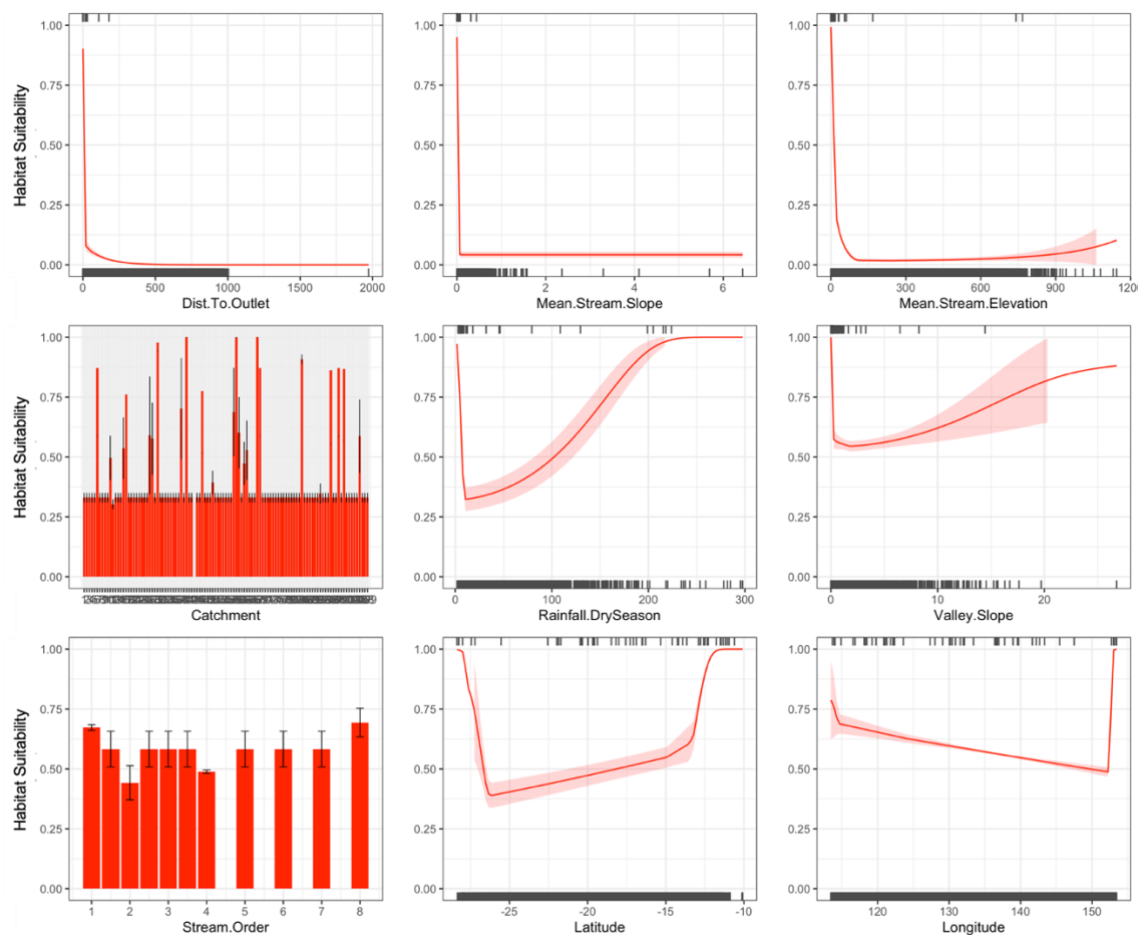 Habitat Suitability
1.00
0.75
0.50
0.25
0.00
0 500 1000 1500 2000
Dist.To.Outlet
1.00
0.75
0.50
0.25
0.00
0 2 4 6
Mean.Stream.Slope
1.00
0.75
0.50
0.25
0.00
0 300 600 900 1200
Mean.Stream.Elevation
Habitat Suitability
1.00
0.75
0.50
0.25
0.00
Catchment
1.00
0.75
0.50
0.25
0.00
0 100 200 300
Rainfall.DrySeason
1.00
0.75
0.50
0.25
0.00
0 10 20
Valley.Slope
Habitat Suitability
1.00
0.75
0.50
0.25
0.00
1 2 3 4 5 6 7 8
Stream.Order
1.00
0.75
0.50
0.25
0.00
-25 -20 -15 -10
Latitude
1.00
0.75
0.50
0.25
0.00
120 130 140 150
Longitude